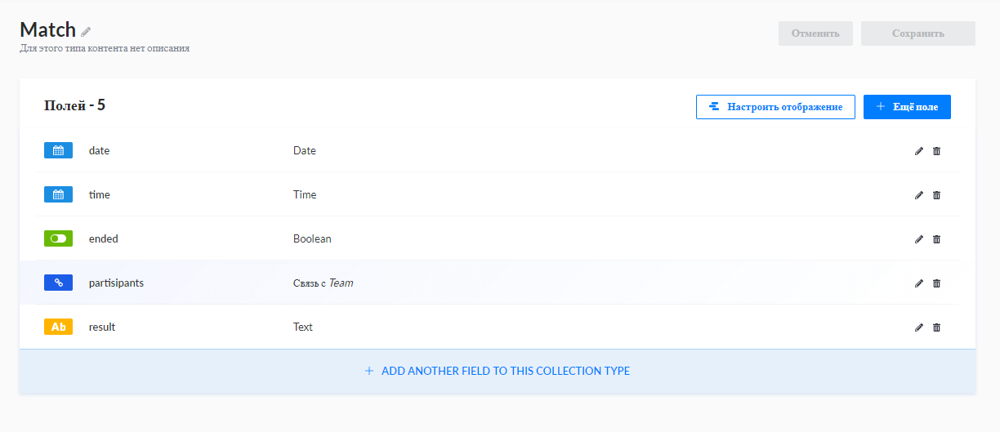 Match
Отменить Сохранить
Для этого типа контента нет описания
Полей - 5
Настроить отображение
Ещё поле
date Date
time Time
ended Boolean
partisipants Связь с Team
Ab result Text
ADD ANOTHER FIELD TO THIS COLLECTION TYPE